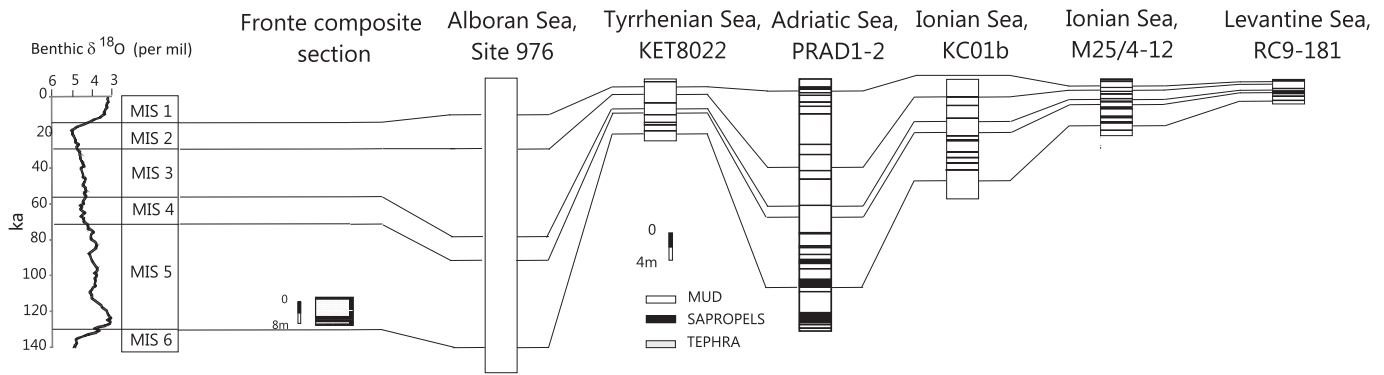 Fronte composite
section
Alboran Sea,
Site 976
Tyrrhenian Sea,
KET8022
Adriatic Sea,
PRAD1-2
Ionian Sea,
KC01b
Ionian Sea,
M25/4-12
Levantine Sea,
RC9-181
Benthic δ 18O (per mil)
6 5 4 3
0
20
40
60
80
100
120
140
ka
MIS 1
MIS 2
MIS 3
MIS 4
MIS 5
MIS 6
0
8m
0
4m
MUD
SAPROPELS
TEPHRA